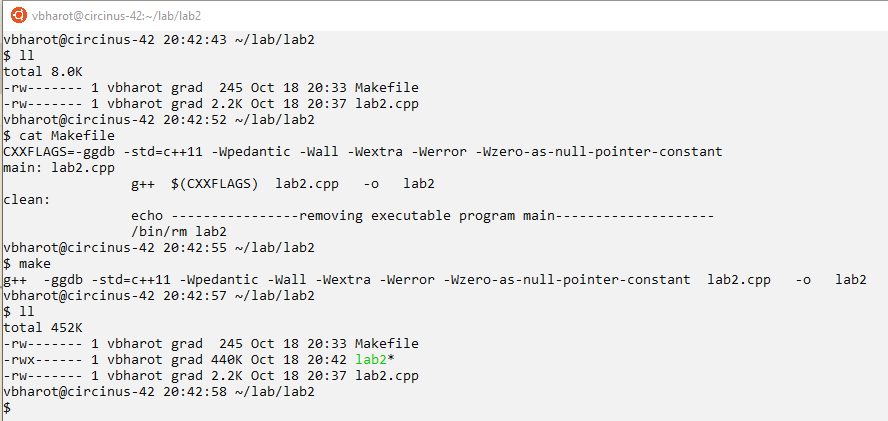 vbharot@circinus-42:~/lab/lab2
vbharot@circinus-42 20:42:43 ~/lab/lab2
$ ll
total 8.0K
-rw------- 1 vbharot grad  245 Oct 18 20:33 Makefile
-rw------- 1 vbharot grad 2.2K Oct 18 20:37 lab2.cpp
vbharot@circinus-42 20:42:52 ~/lab/lab2
$ cat Makefile
CXXFLAGS=-ggdb -std=c++11 -Wpedantic -Wall -Wextra -Werror -Wzero-as-null-pointer-constant
main: lab2.cpp
                g++  $(CXXFLAGS)  lab2.cpp   -o   lab2
clean:
                echo ----------------removing executable program main--------------------
                /bin/rm lab2
vbharot@circinus-42 20:42:55 ~/lab/lab2
$ make
g++  -ggdb -std=c++11 -Wpedantic -Wall -Wextra -Werror -Wzero-as-null-pointer-constant  lab2.cpp   -o   lab2
vbharot@circinus-42 20:42:57 ~/lab/lab2
$ ll
total 452K
-rw------- 1 vbharot grad  245 Oct 18 20:33 Makefile
-rwx------ 1 vbharot grad 440K Oct 18 20:42 lab2*
-rw------- 1 vbharot grad 2.2K Oct 18 20:37 lab2.cpp
vbharot@circinus-42 20:42:58 ~/lab/lab2
$